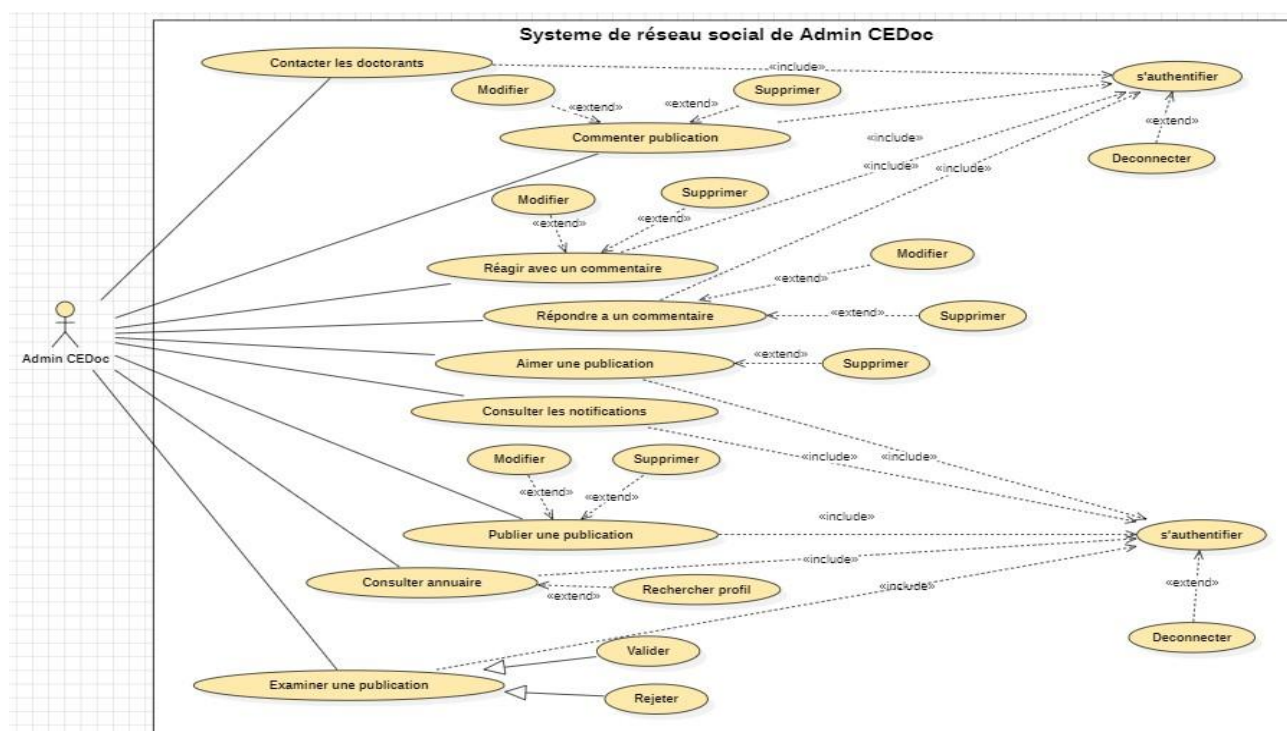 Systeme de réseau social de Admin CEDoc
Contacter les doctorants
«include»
s'authentifier
Modifier
Supprimer
«extend»
«extend»
Commenter publication
«include»
«extend»
Deconnecter
«include»
Modifier
Supprimer
«extend»
«extend»
Réagir avec un commentaire
Modifier
«extend»
Répondre a un commentaire
«extend»
Supprimer
Admin CEDoc
Aimer une publication
«extend»
Supprimer
Consulter les notifications
Modifier
Supprimer
«include»
«include»
«extend»
«extend»
Publier une publication
«include»
s'authentifier
Consulter annuaire
«include»
«extend»
Rechercher profil
«include»
«extend»
Deconnecter
Valider
Examiner une publication
Rejeter